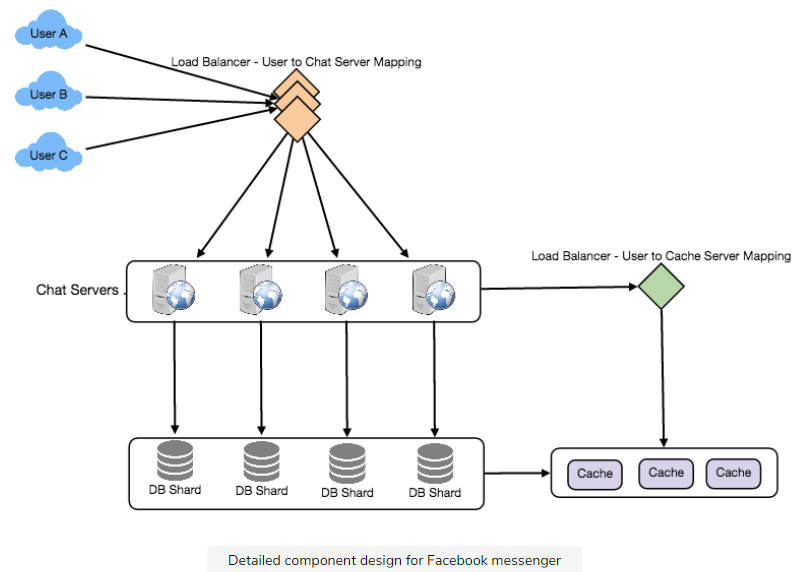 User A
Load Balancer - User to Chat Server Mapping
User B
User C
Load Balancer - User to Cache Server Mapping
Chat Servers .
DB Shard
DB Shard
DB Shard
DB Shard
Cache
Cache
Cache
Detailed component design for Facebook messenger